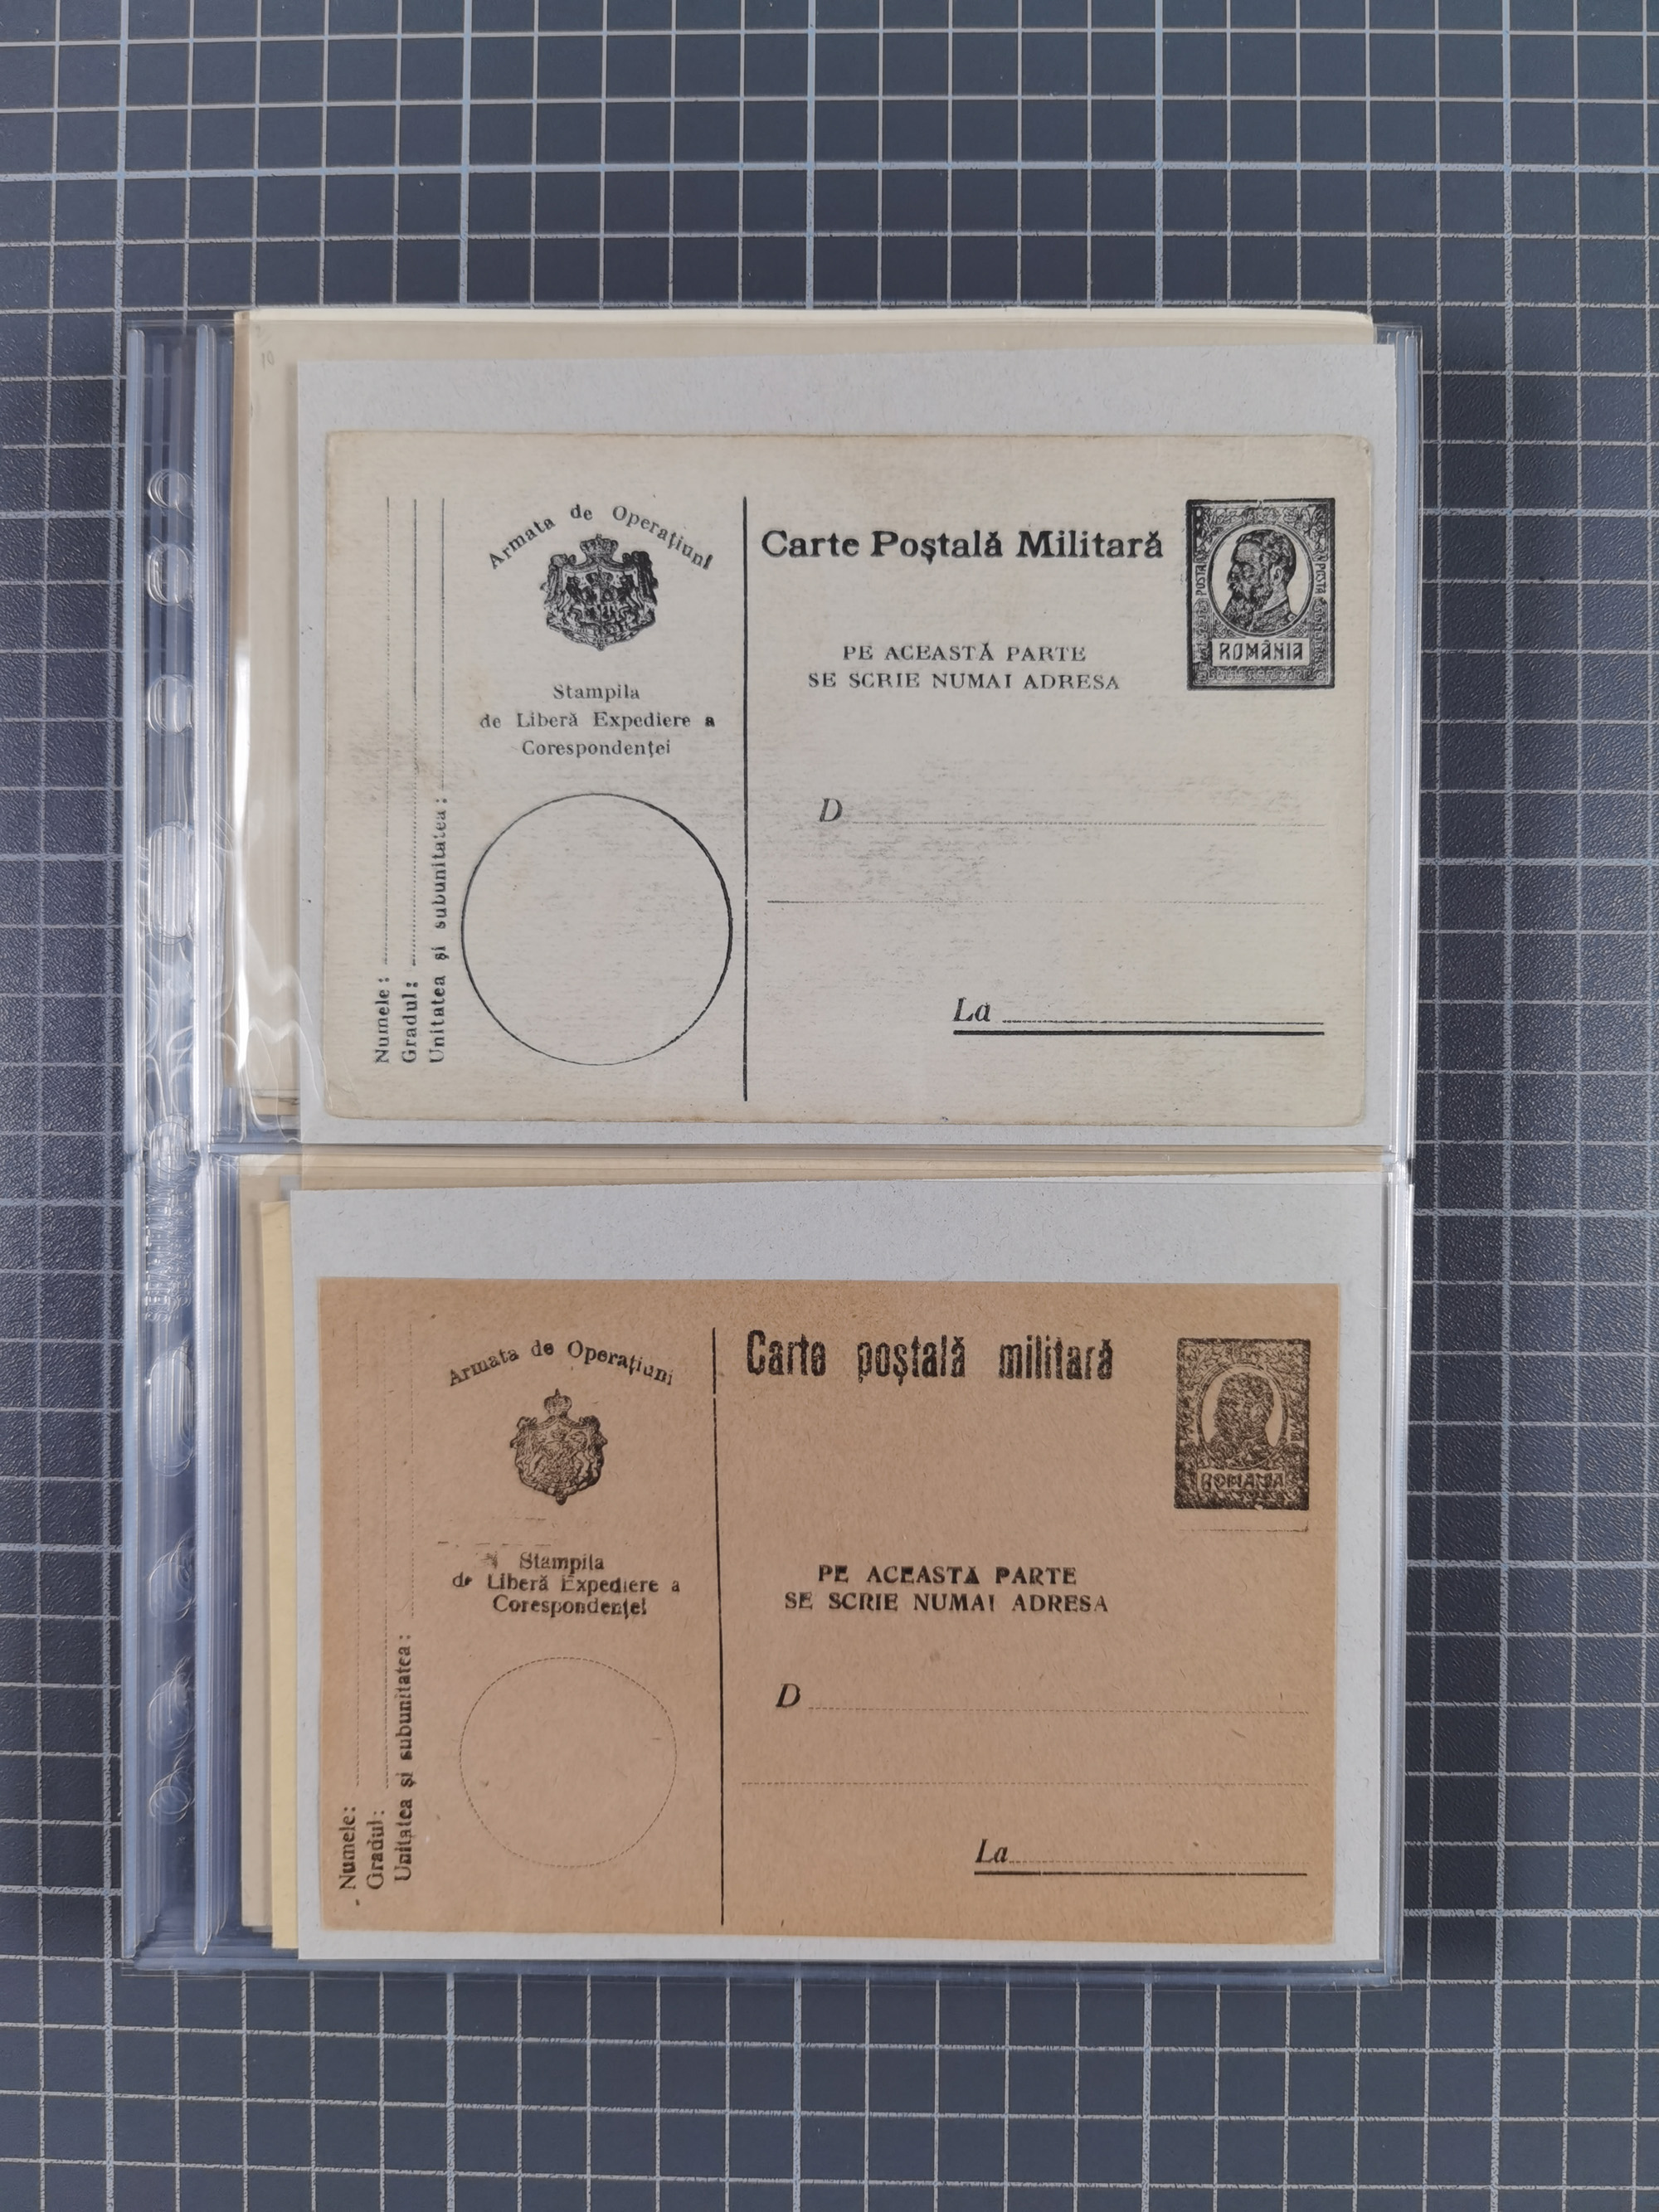 10
Armata de Operațiuni
Stampila
de Liberă Expediere a
Corespondenței
Numele :
Gradul :
Unitatea și subunitatea :
Carte Poștală Militară
POSTA
POSTA
ROMÂNIA
PE ACEASTĂ PARTE
SE SCRIE NUMAI ADRESA
D
La
Armata de Operațiuni
Stampila
de Liberă Expediere a
Corespondenței
Numele:
Gradul:
Unitatea și subunitatea :
Carte poștală militară
ROMANIA
PE ACEASTA PARTE
SE SCRIE NUMAI ADRESA
D
La